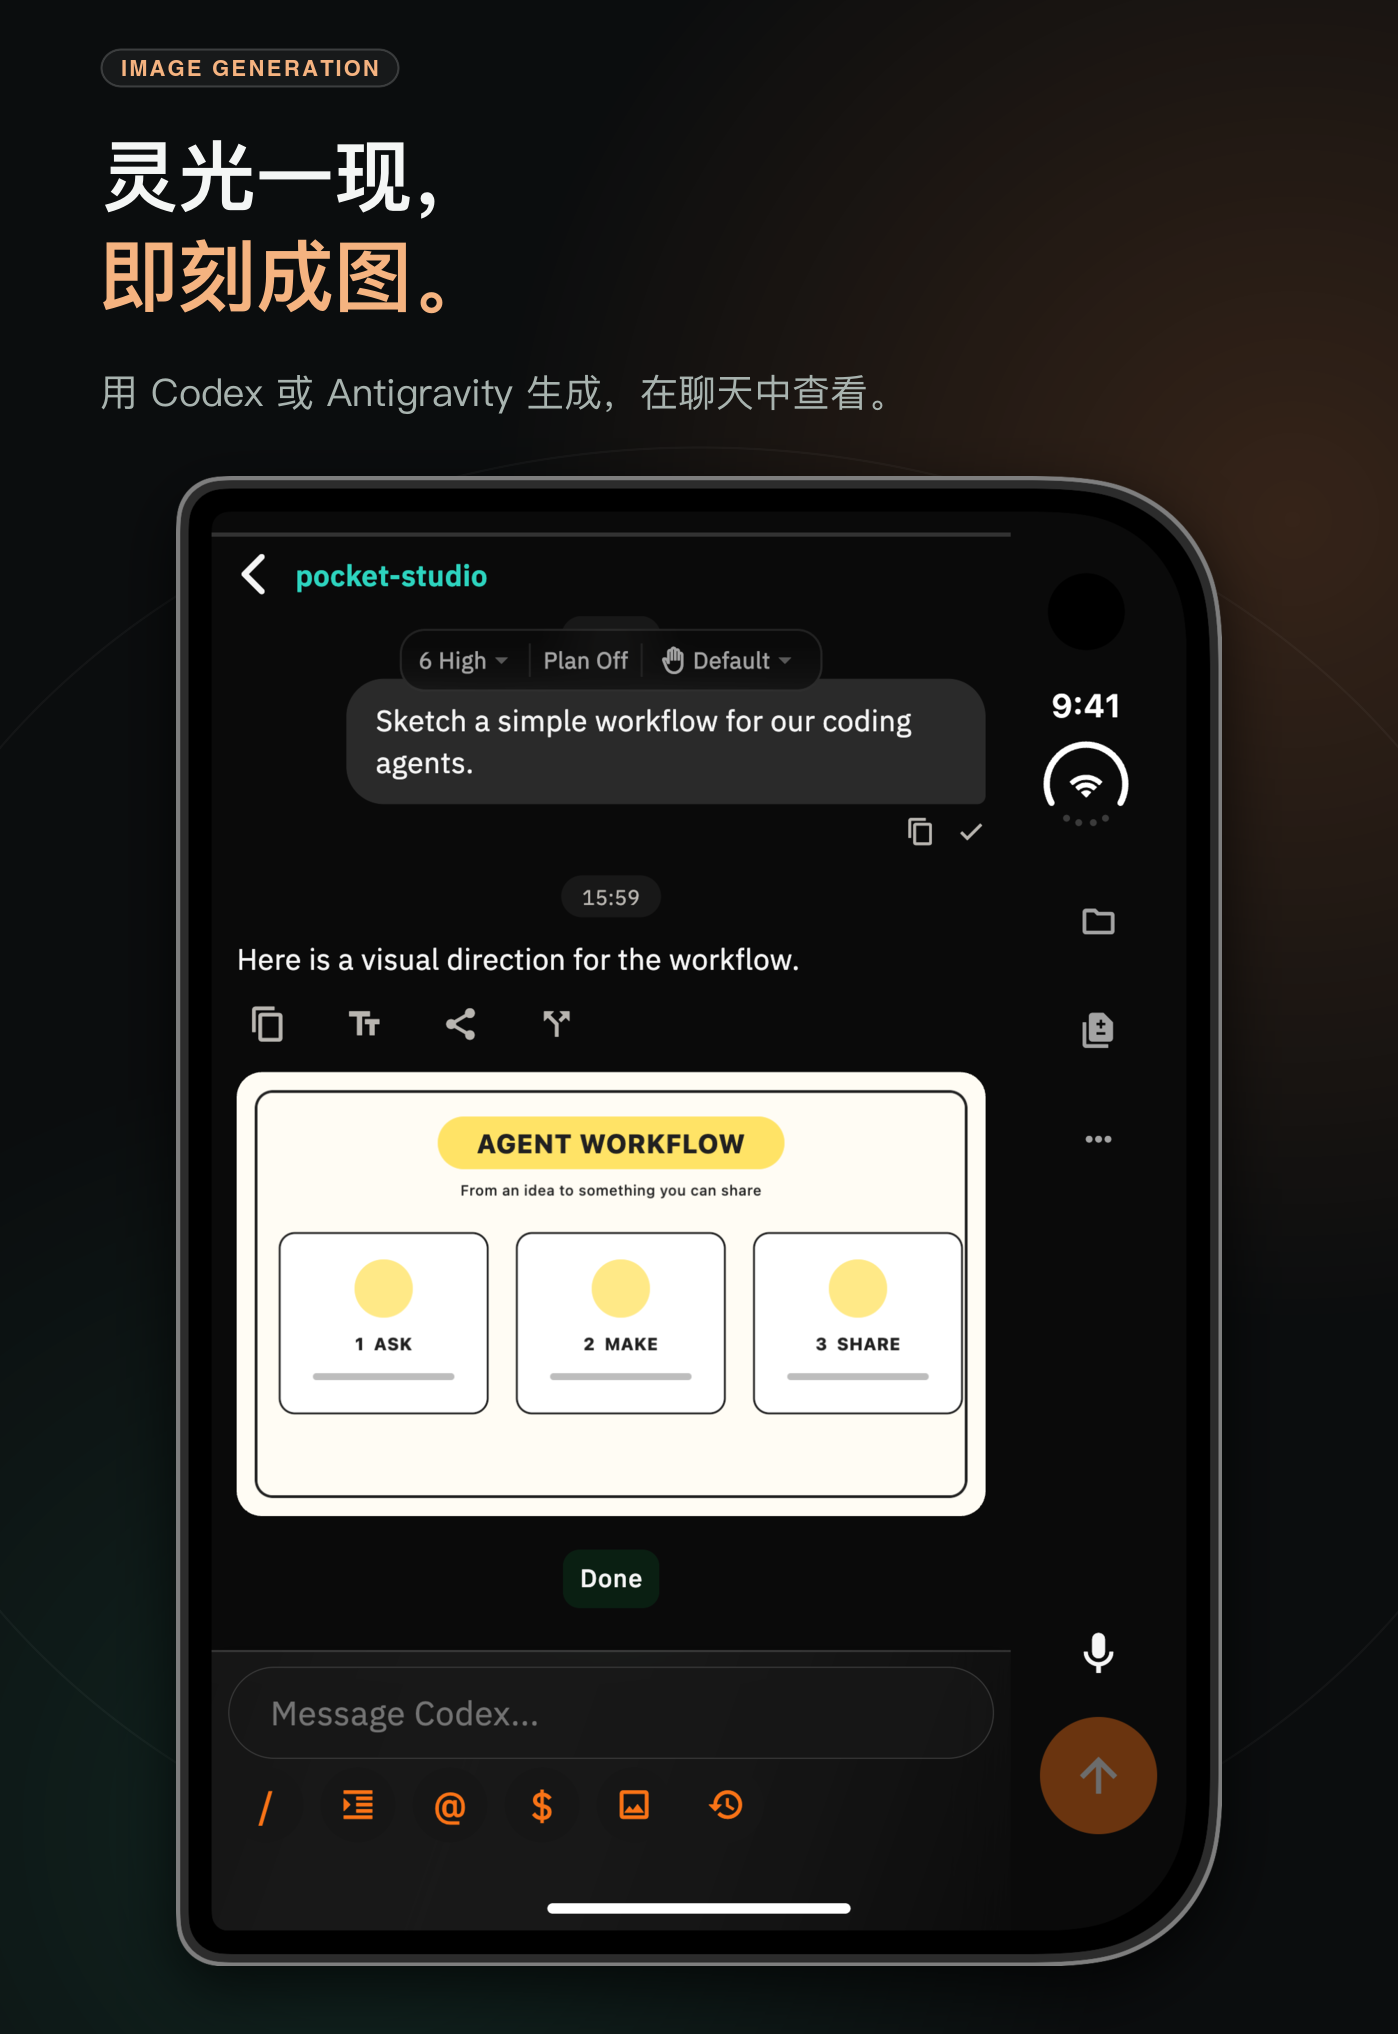 IMAGE GENERATION
灵光一现，
即刻成图。
用 Codex 或 Antigravity 生成，在聊天中查看。
pocket-studio
6 High
Plan Off
Default
Sketch a simple workflow for our coding
agents.
9:41
15:59
Here is a visual direction for the workflow.
AGENT WORKFLOW
From an idea to something you can share
1 ASK
2 MAKE
3 SHARE
Done
Message Codex...
/
@
$